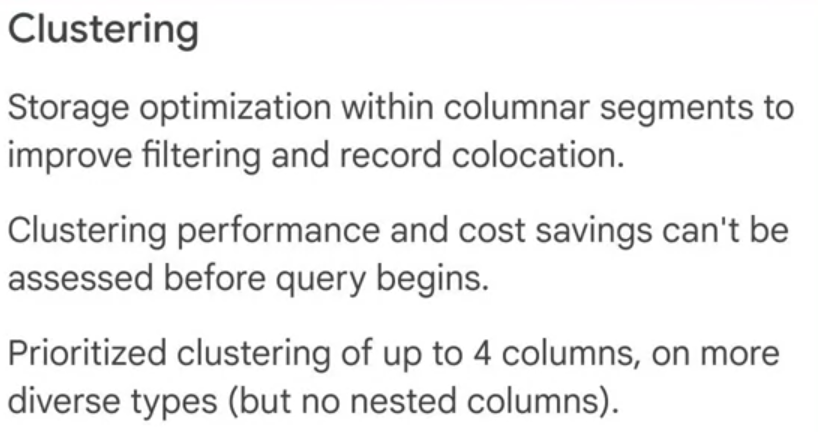 Clustering
Storage optimization within columnar segments to
improve filtering and record colocation.
Clustering performance and cost savings can't be
assessed before query begins.
Prioritized clustering of up to 4 columns, on more
diverse types (but no nested columns).